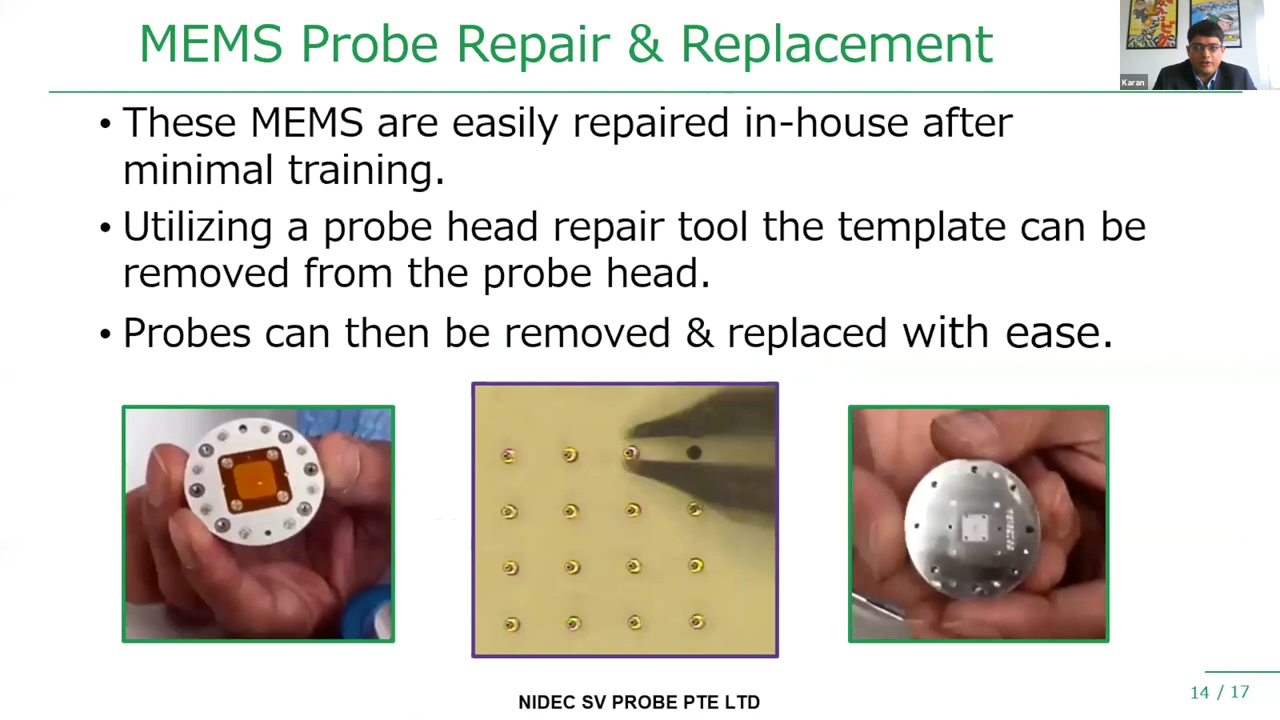 MEMS Probe Repair & Replacement
Karan
• These MEMS are easily repaired in-house after
minimal training.
• Utilizing a probe head repair tool the template can be
removed from the probe head.
• Probes can then be removed & replaced with ease.
NIDEC SV PROBE PTE LTD
14 / 17